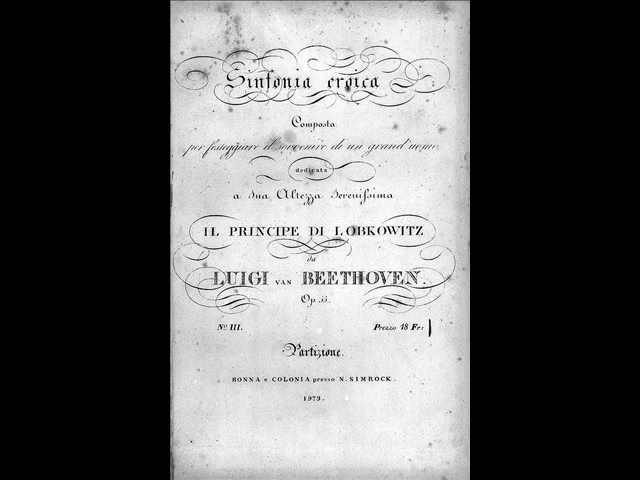 Sinfonia eroica
Composta
per festeggiare il sovvenire di un grand'uomo
dedicata
a Sua Altezza Serenissima
IL PRINCIPE DI LOBKOWITZ
da
LUIGI VAN BEETHOVEN.
Op. 55.
No. III.
Prezzo 18 Fr:
Partizione.
BONNA e COLONIA presso N. SIMROCK.
1973.